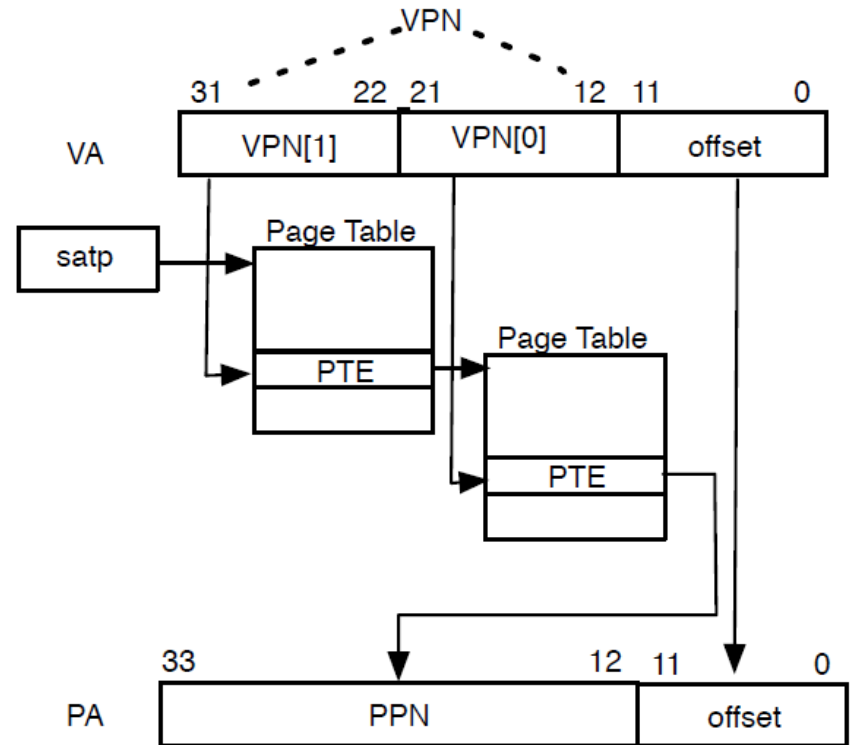 VPN
31 22 21 12 11 0
VA VPN[1] VPN[0] offset
Page Table
satp
Page Table
PTE
PTE
33 12 11 0
PA PPN offset